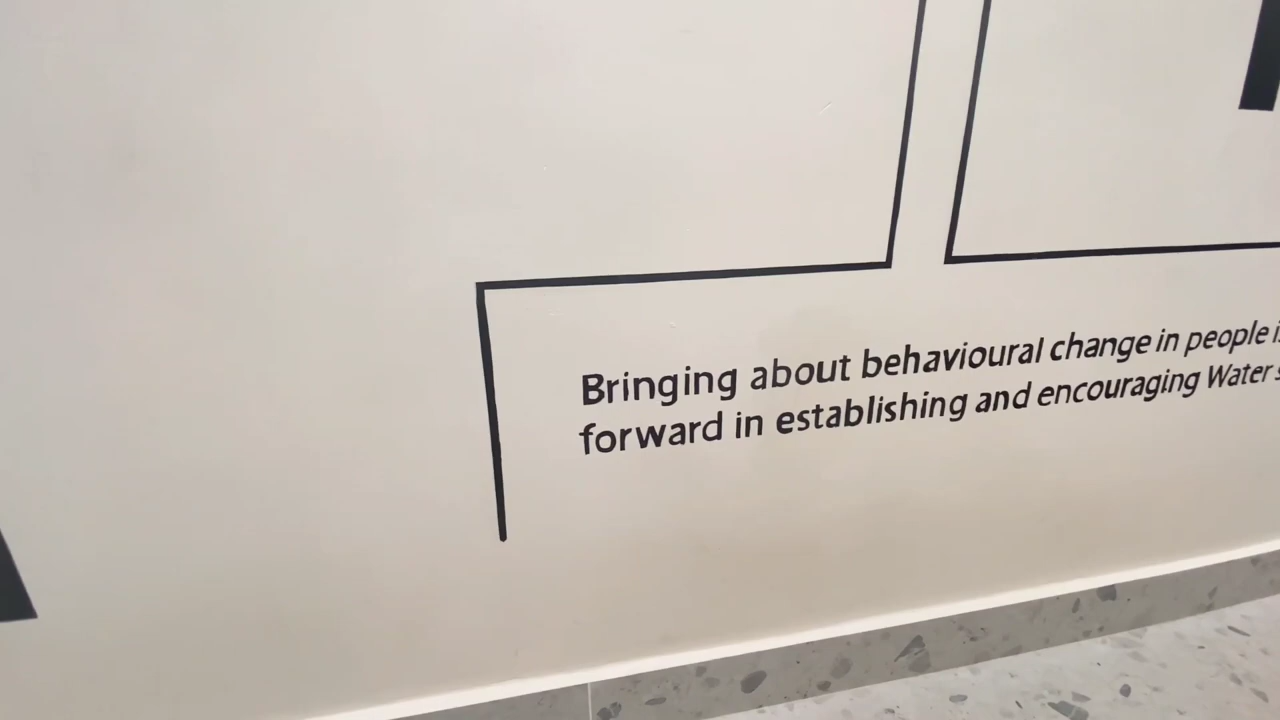 Bringing about behavioural change in people
forward in establishing and encouraging Water